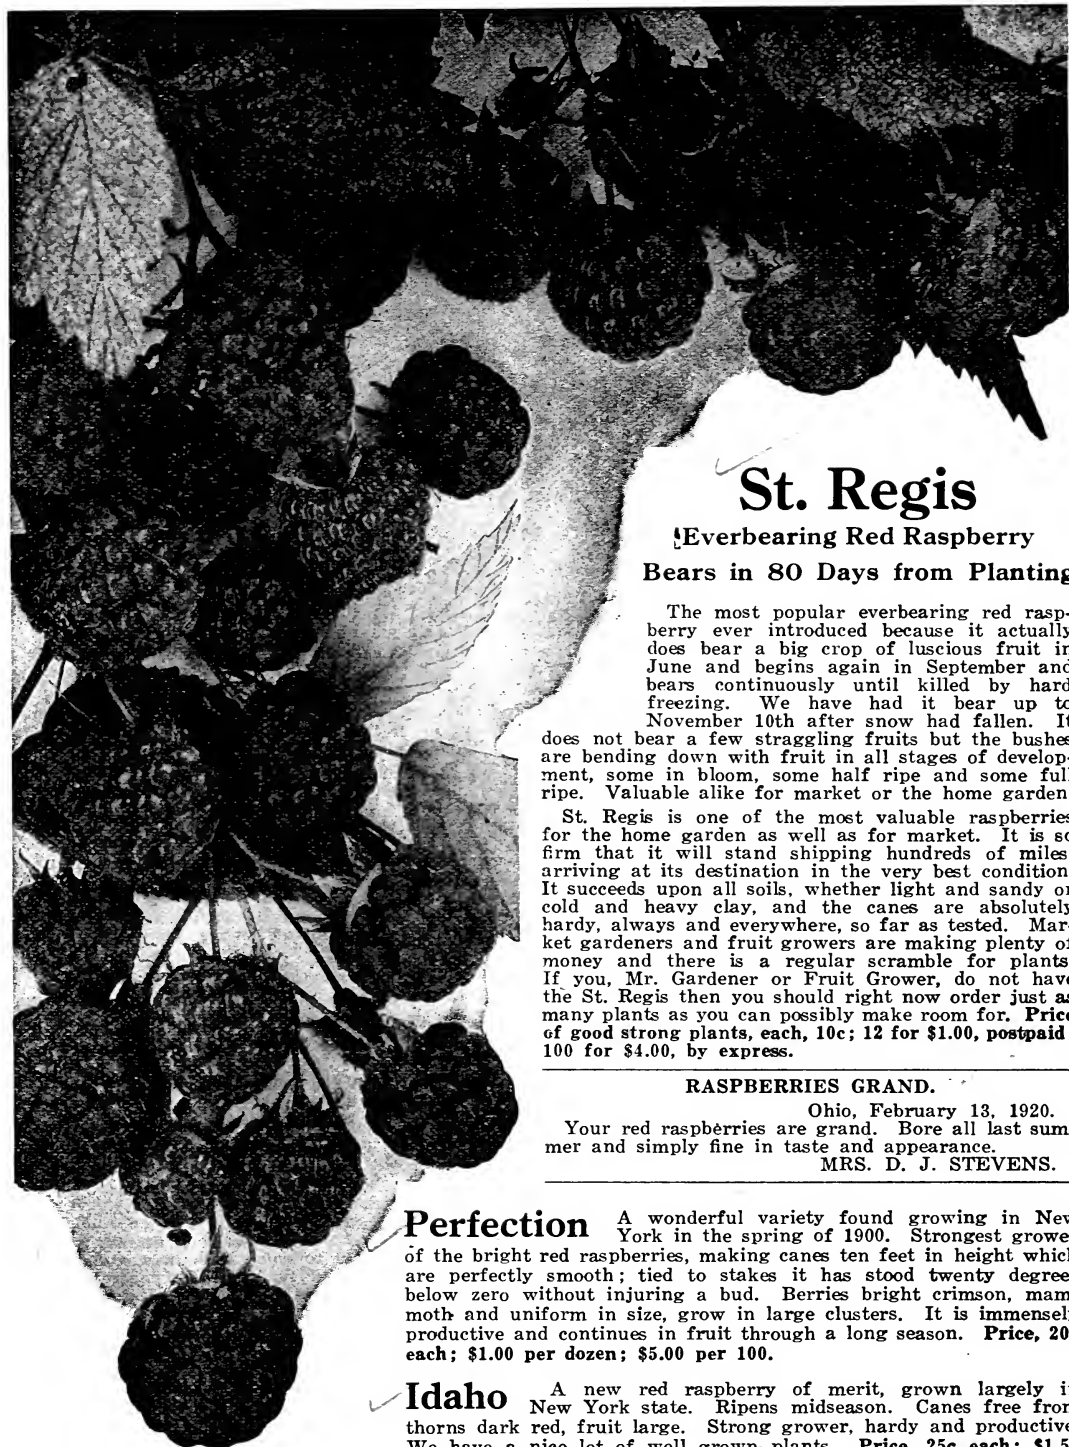 St. Regis
Everbearing Red Raspberry
Bears in 80 Days from Planting
The most popular everbearing red rasp-
berry ever introduced because it actually
does bear a big crop of luscious fruit in
June and begins again in September and
bears continuously until killed by hard
freezing. We have had it bear up to
November 10th after snow had fallen. It
does not bear a few straggling fruits but the bushes
are bending down with fruit in all stages of develop-
ment, some in bloom, some half ripe and some full
ripe. Valuable alike for market or the home garden
St. Regis is one of the most valuable raspberries
for the home garden as well as for market. It is so
firm that it will stand shipping hundreds of miles
arriving at its destination in the very best condition
It succeeds upon all soils, whether light and sandy or
cold and heavy clay, and the canes are absolutely
hardy, always and everywhere, so far as tested. Mar-
ket gardeners and fruit growers are making plenty of
money and there is a regular scramble for plants
If you, Mr. Gardener or Fruit Grower, do not have
the St. Regis then you should right now order just as
many plants as you can possibly make room for. Price
of good strong plants, each, 10c; 12 for $1.00, postpaid
100 for $4.00, by express.
RASPBERRIES GRAND.
Ohio, February 13, 1920.
Your red raspberries are grand. Bore all last sum
mer and simply fine in taste and appearance.
MRS. D. J. STEVENS.
Perfection A wonderful variety found growing in New
York in the spring of 1900. Strongest growe
of the bright red raspberries, making canes ten feet in height which
are perfectly smooth; tied to stakes it has stood twenty degree
below zero without injuring a bud. Berries bright crimson, mam
moth and uniform in size, grow in large clusters. It is immensel
productive and continues in fruit through a long season. Price, 20
each; $1.00 per dozen; $5.00 per 100.
Idaho A new red raspberry of merit, grown largely i
New York state. Ripens midseason. Canes free from
thorns dark red, fruit large. Strong grower, hardy and productive
We have a nice lot of well grown plants. Price, 25c each; $1.5